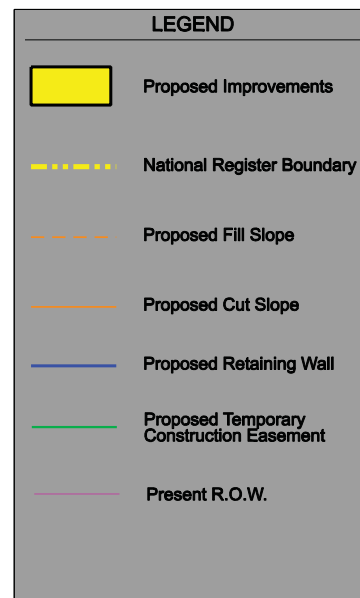 LEGEND
Proposed Improvements
National Register Boundary
Proposed Fill Slope
Proposed Cut Slope
Proposed Retaining Wall
Proposed Temporary
Construction Easement
Present R.O.W.